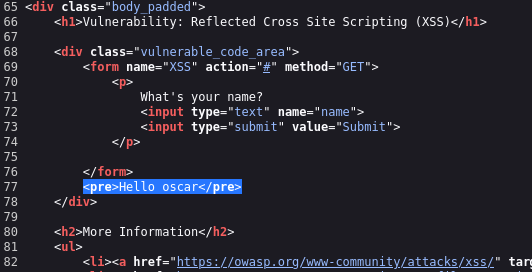 65 <div class="body_padded">
66     <h1>Vulnerability: Reflected Cross Site Scripting (XSS)</h1>
67
68     <div class="vulnerable_code_area">
69         <form name="XSS" action="#" method="GET">
70             <p>
71                 What's your name?
72                 <input type="text" name="name">
73                 <input type="submit" value="Submit">
74             </p>
75
76         </form>
77         <pre>Hello oscar</pre>
78     </div>
79
80     <h2>More Information</h2>
81     <ul>
82         <li><a href="https://owasp.org/www-community/attacks/xss/" tar